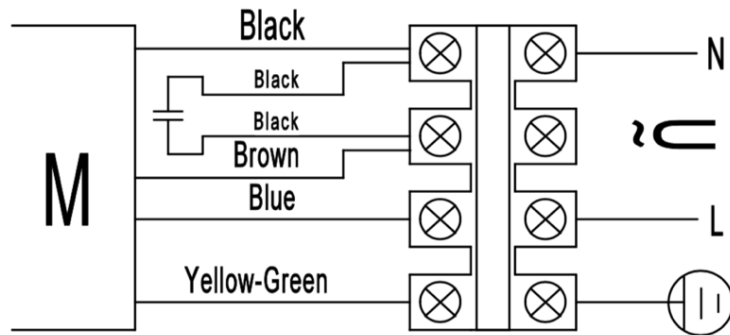 Black
N
Black
Black
M
Brown
~U
Blue
L
Yellow-Green